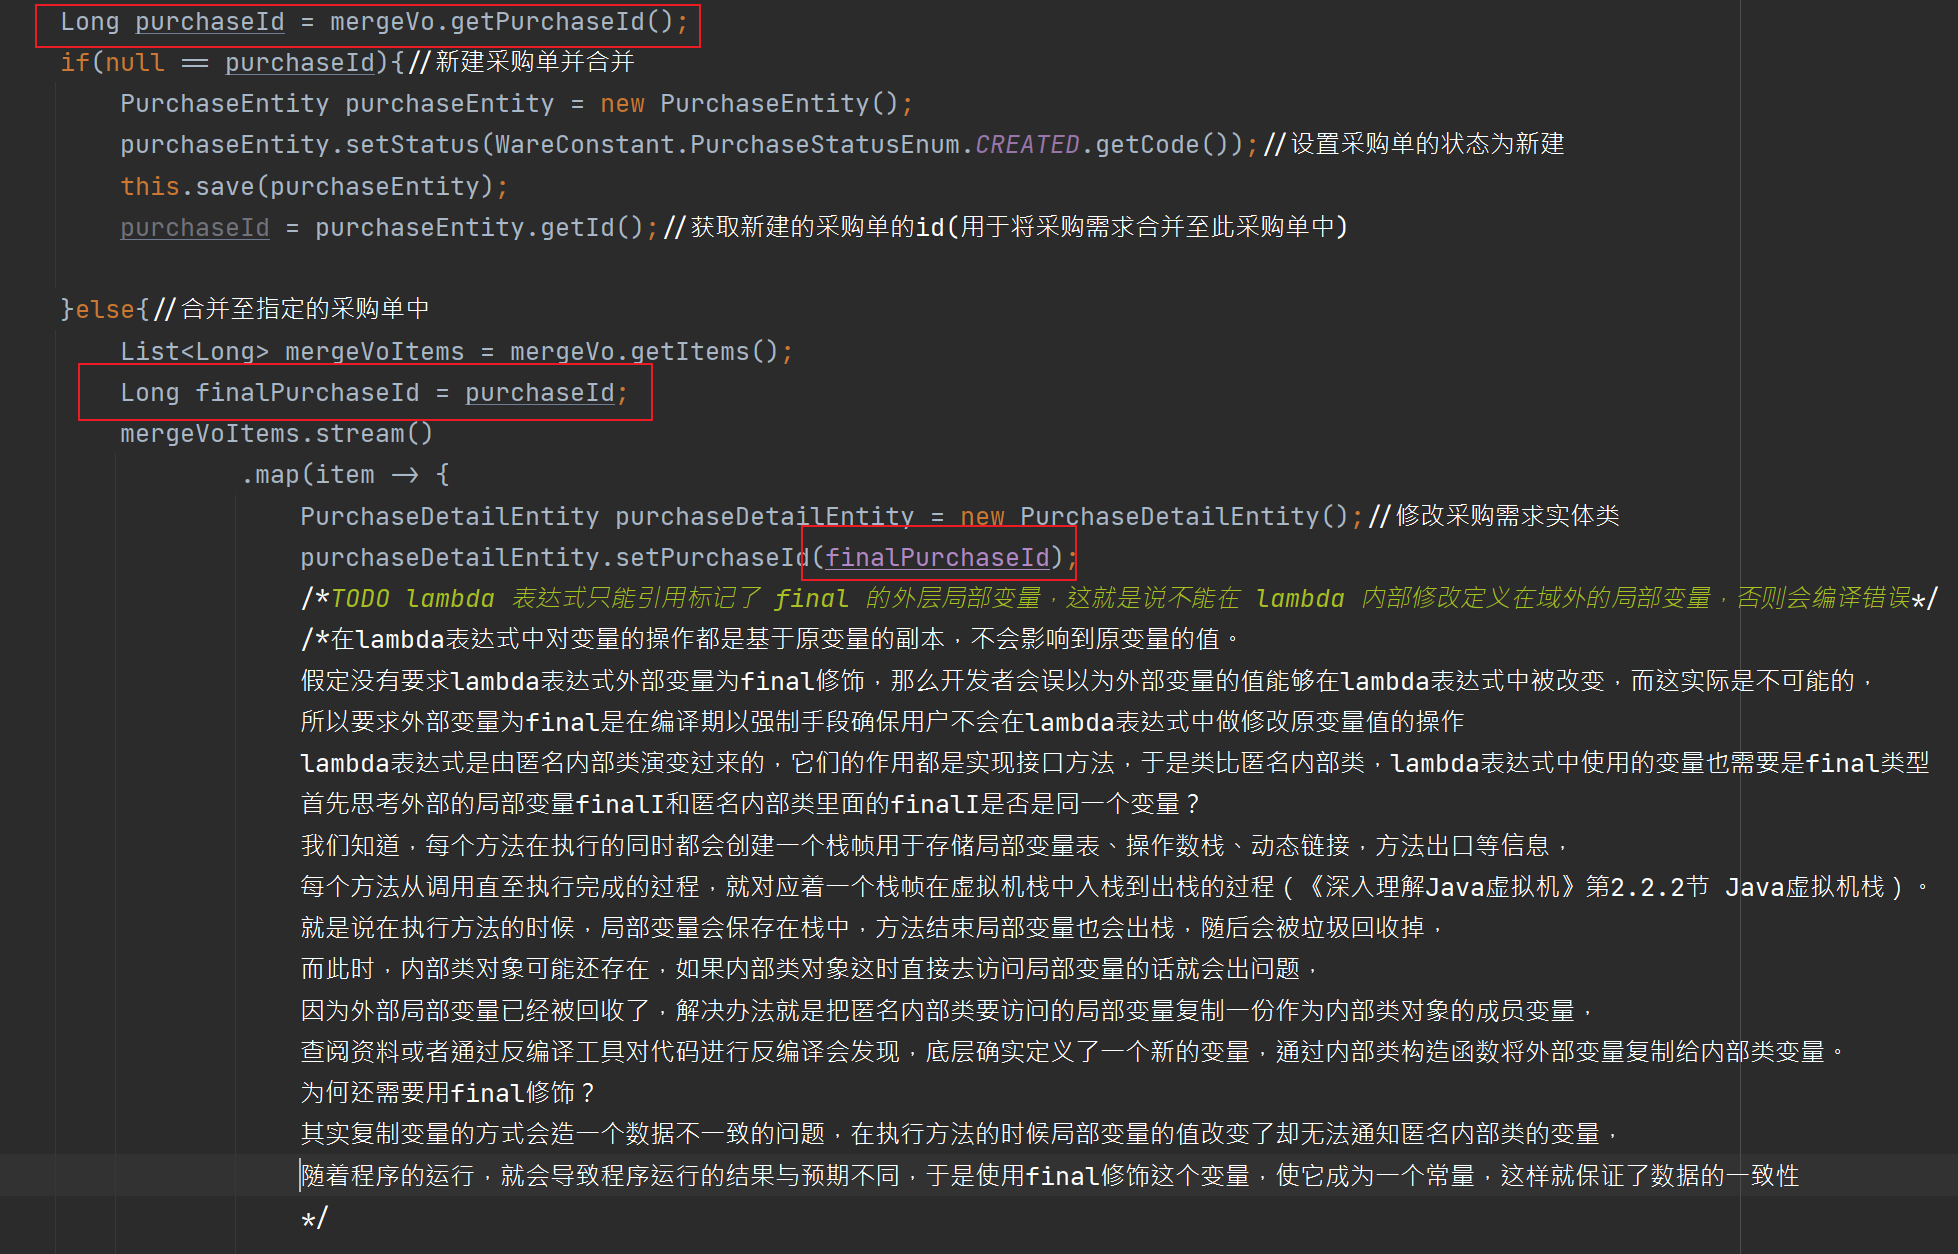 Long purchaseId = mergeVo.getPurchaseId();
if(null == purchaseId){//新建采购单并合并
PurchaseEntity purchaseEntity = new PurchaseEntity();
purchaseEntity.setStatus(WareConstant.PurchaseStatusEnum.CREATED.getCode());//设置采购单的状态为新建
this.save(purchaseEntity);
purchaseId = purchaseEntity.getId();//获取新建的采购单的id(用于将采购需求合并至此采购单中)
}else{//合并至指定的采购单中
List<Long> mergeVoItems = mergeVo.getItems();
Long finalPurchaseId = purchaseId;
mergeVoItems.stream()
.map(item -> {
PurchaseDetailEntity purchaseDetailEntity = new PurchaseDetailEntity();//修改采购需求实体类
purchaseDetailEntity.setPurchaseId(finalPurchaseId);
/*TODO lambda 表达式只能引用标记了 final 的外层局部变量，这就是说不能在 lambda 内部修改定义在域外的局部变量，否则会编译错误*/
/*在lambda表达式中对变量的操作都是基于原变量的副本，不会影响到原变量的值。
假定没有要求lambda表达式外部变量为final修饰，那么开发者会误以为外部变量的值能够在lambda表达式中被改变，而这实际是不可能的，
所以要求外部变量为final是在编译期以强制手段确保用户不会在lambda表达式中做修改原变量值的操作
lambda表达式是由匿名内部类演变过来的，它们的作用都是实现接口方法，于是类比匿名内部类，lambda表达式中使用的变量也需要是final类型
首先思考外部的局部变量finalI和匿名内部类里面的finalI是否是同一个变量？
我们知道，每个方法在执行的同时都会创建一个栈帧用于存储局部变量表、操作数栈、动态链接，方法出口等信息，
每个方法从调用直至执行完成的过程，就对应着一个栈帧在虚拟机栈中入栈到出栈的过程（《深入理解Java虚拟机》第2.2.2节 Java虚拟机栈）。
就是说在执行方法的时候，局部变量会保存在栈中，方法结束局部变量也会出栈，随后会被垃圾回收掉，
而此时，内部类对象可能还存在，如果内部类对象这时直接去访问局部变量的话就会出问题，
因为外部局部变量已经被回收了，解决办法就是把匿名内部类要访问的局部变量复制一份作为内部类对象的成员变量，
查阅资料或者通过反编译工具对代码进行反编译会发现，底层确实定义了一个新的变量，通过内部类构造函数将外部变量复制给内部类变量。
为何还需要用final修饰？
其实复制变量的方式会造一个数据不一致的问题，在执行方法的时候局部变量的值改变了却无法通知匿名内部类的变量，
随着程序的运行，就会导致程序运行的结果与预期不同，于是使用final修饰这个变量，使它成为一个常量，这样就保证了数据的一致性
*/